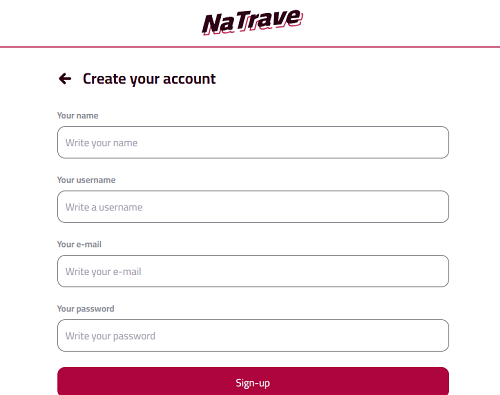 NaTrave
Create your account
Your name
Write your name
Your username
Write a username
Your e-mail
Write your e-mail
Your password
Write your password
Sign-up